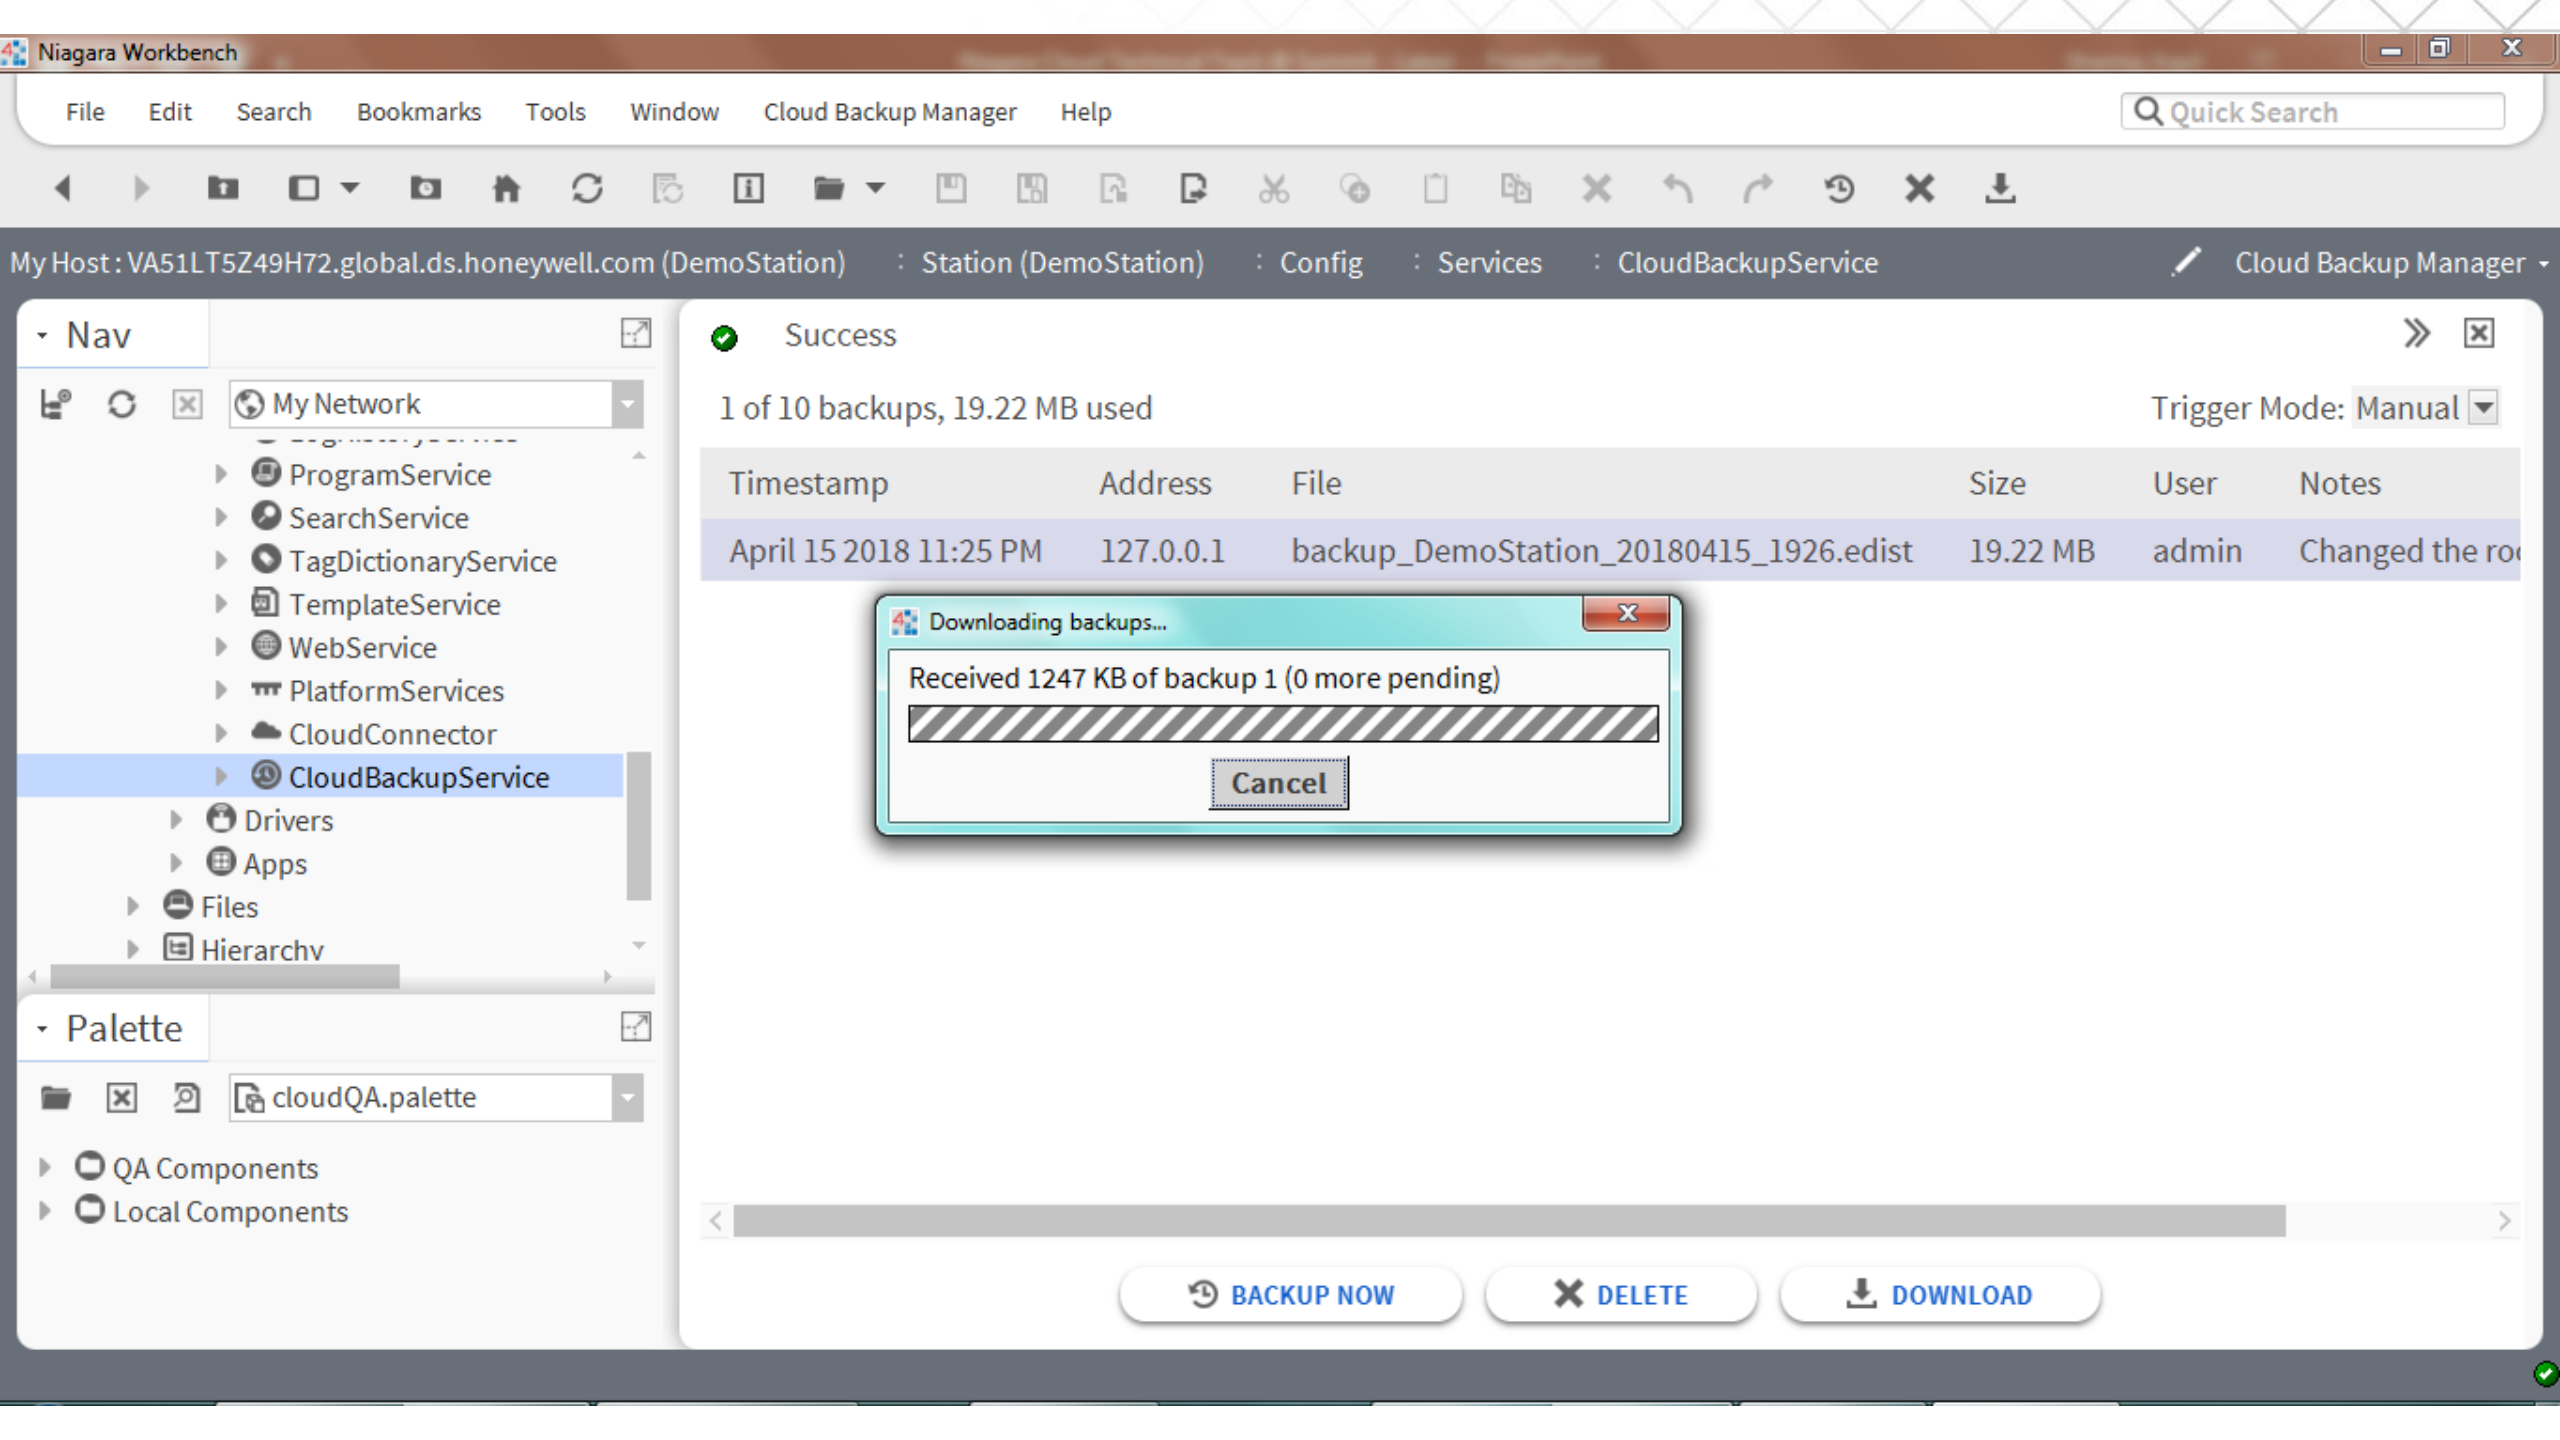 Niagara Workbench
File Edit Search Bookmarks Tools Window Cloud Backup Manager Help
Quick Search
My Host : VA51LT5Z49H72.global.ds.honeywell.com (DemoStation) : Station (DemoStation) : Config : Services : CloudBackupService
Cloud Backup Manager
Nav
My Network
ProgramService
SearchService
TagDictionaryService
TemplateService
WebService
PlatformServices
CloudConnector
CloudBackupService
Drivers
Apps
Files
Hierarchy
Palette
cloudQA.palette
QA Components
Local Components
Success
1 of 10 backups, 19.22 MB used
Trigger Mode: Manual
Timestamp Address File Size User Notes
April 15 2018 11:25 PM 127.0.0.1 backup_DemoStation_20180415_1926.edist 19.22 MB admin Changed the
Downloading backups...
Received 1247 KB of backup 1 (0 more pending)
Cancel
BACKUP NOW
DELETE
DOWNLOAD